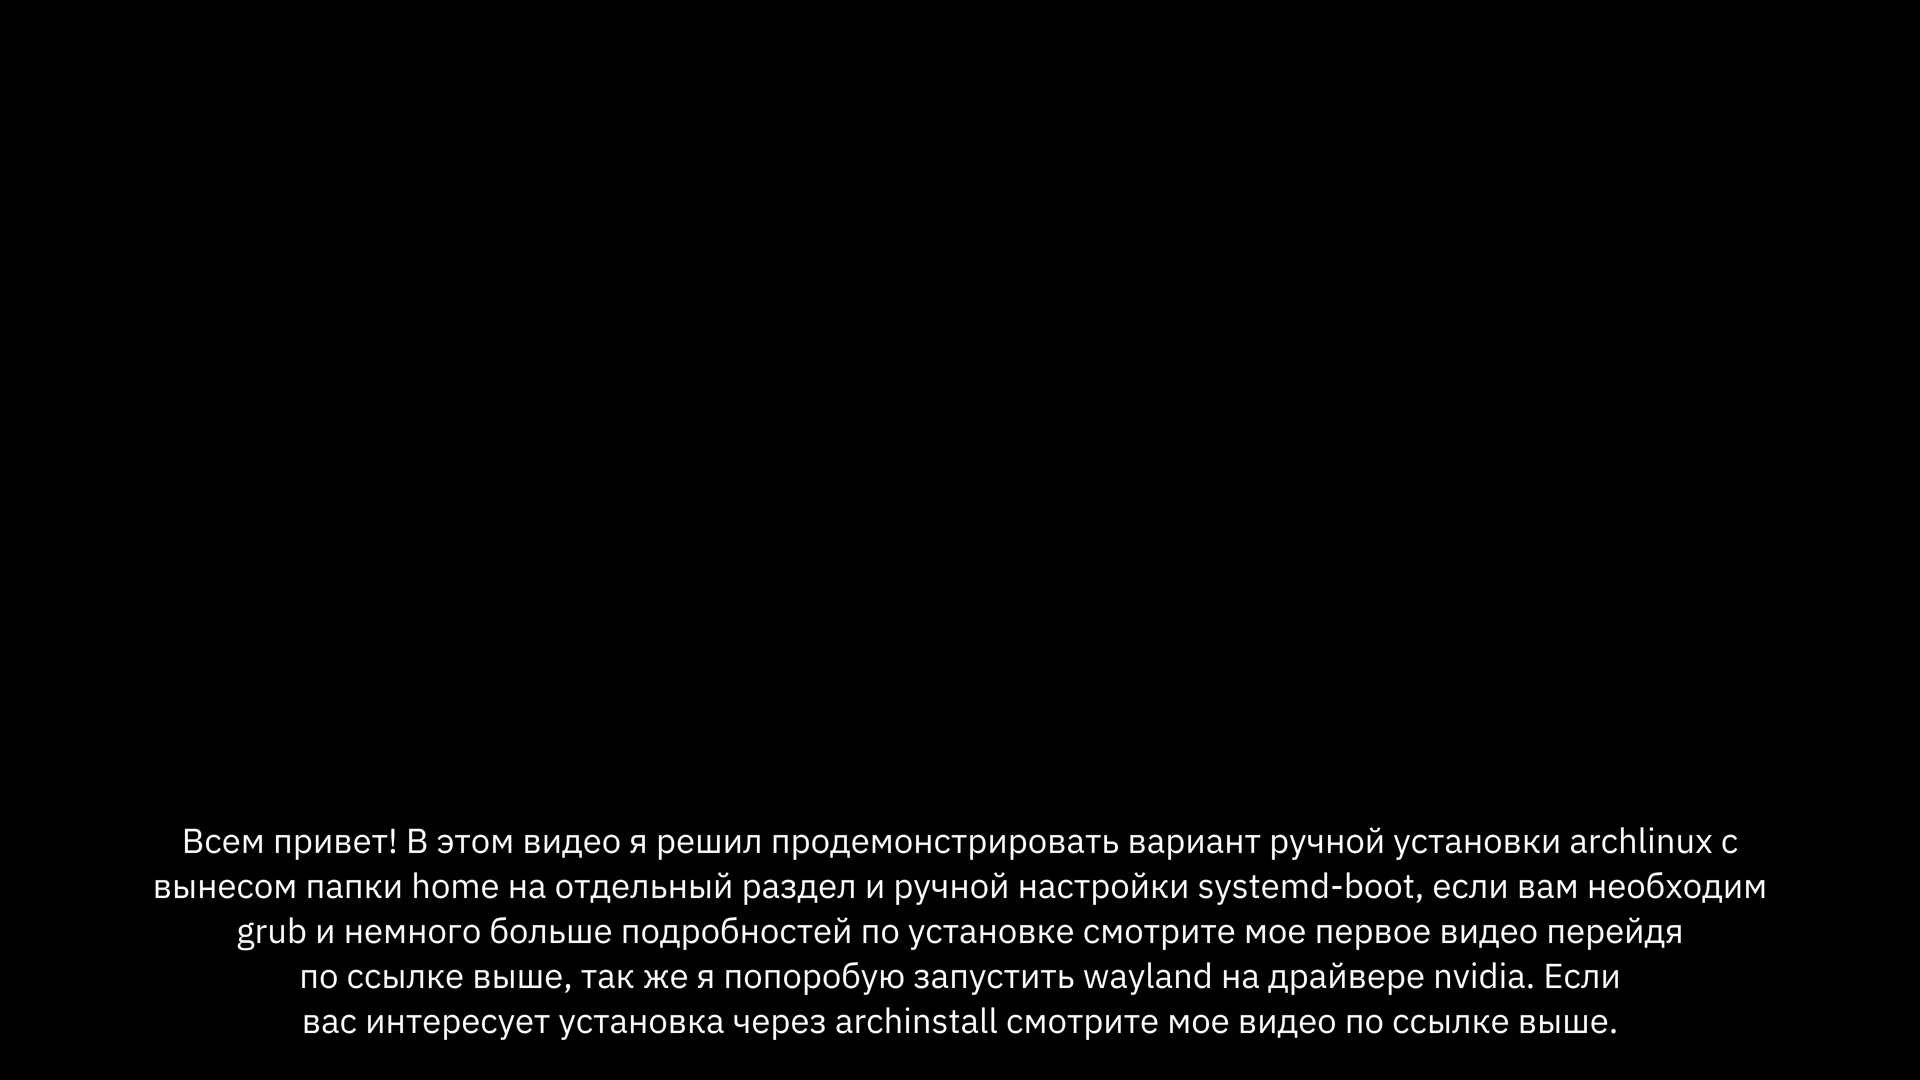 Всем привет! В этом видео я решил продемонстрировать вариант ручной установки archlinux с
вынесом папки home на отдельный раздел и ручной настройки systemd-boot, если вам необходим
grub и немного больше подробностей по установке смотрите мое первое видео перейдя
по ссылке выше, так же я попоробую запустить wayland на драйвере nvidia. Если
вас интересует установка через archinstall смотрите мое видео по ссылке выше.